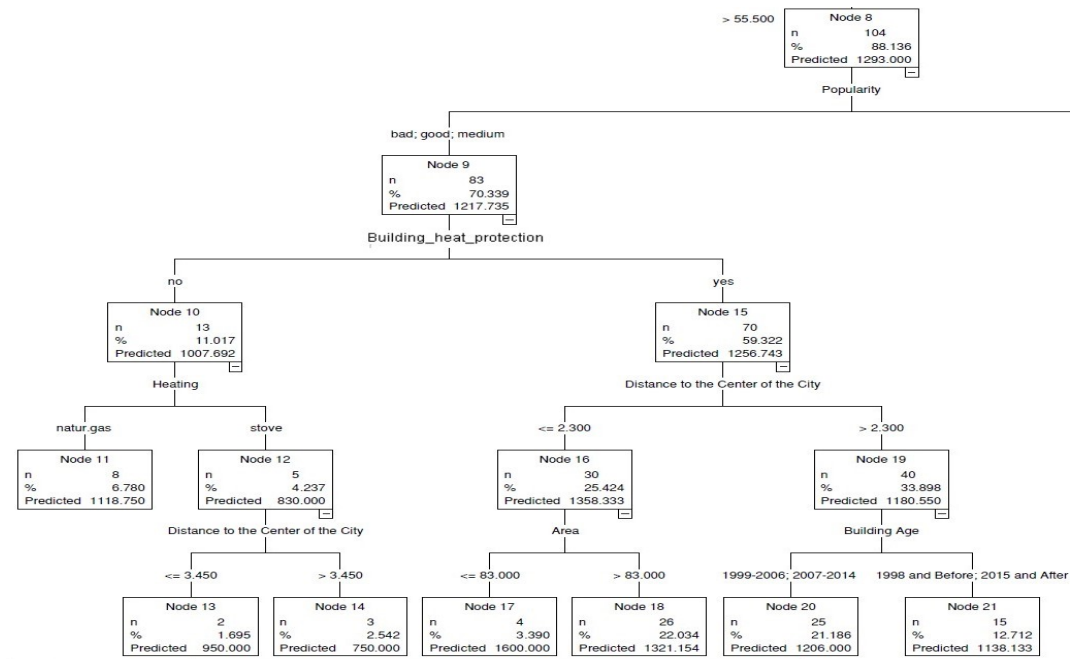 > 55.500
Node 8
n 104
% 88.136
Predicted 1293.000
Popularity
bad; good; medium
Node 9
n 83
% 70.339
Predicted 1217.735
Building_heat_protection
no
yes
Node 10
n 13
% 11.017
Predicted 1007.692
Node 15
n 70
% 59.322
Predicted 1256.743
Heating
Distance to the Center of the City
natur.gas
stove
<= 2.300
> 2.300
Node 11
n 8
% 6.780
Predicted 1118.750
Node 12
n 5
% 4.237
Predicted 830.000
Node 16
n 30
% 25.424
Predicted 1358.333
Node 19
n 40
% 33.898
Predicted 1180.550
Distance to the Center of the City
Area
Building Age
<= 3.450
> 3.450
<= 83.000
> 83.000
1999-2006; 2007-2014
1998 and Before; 2015 and After
Node 13
n 2
% 1.695
Predicted 950.000
Node 14
n 3
% 2.542
Predicted 750.000
Node 17
n 4
% 3.390
Predicted 1600.000
Node 18
n 26
% 22.034
Predicted 1321.154
Node 20
n 25
% 21.186
Predicted 1206.000
Node 21
n 15
% 12.712
Predicted 1138.133